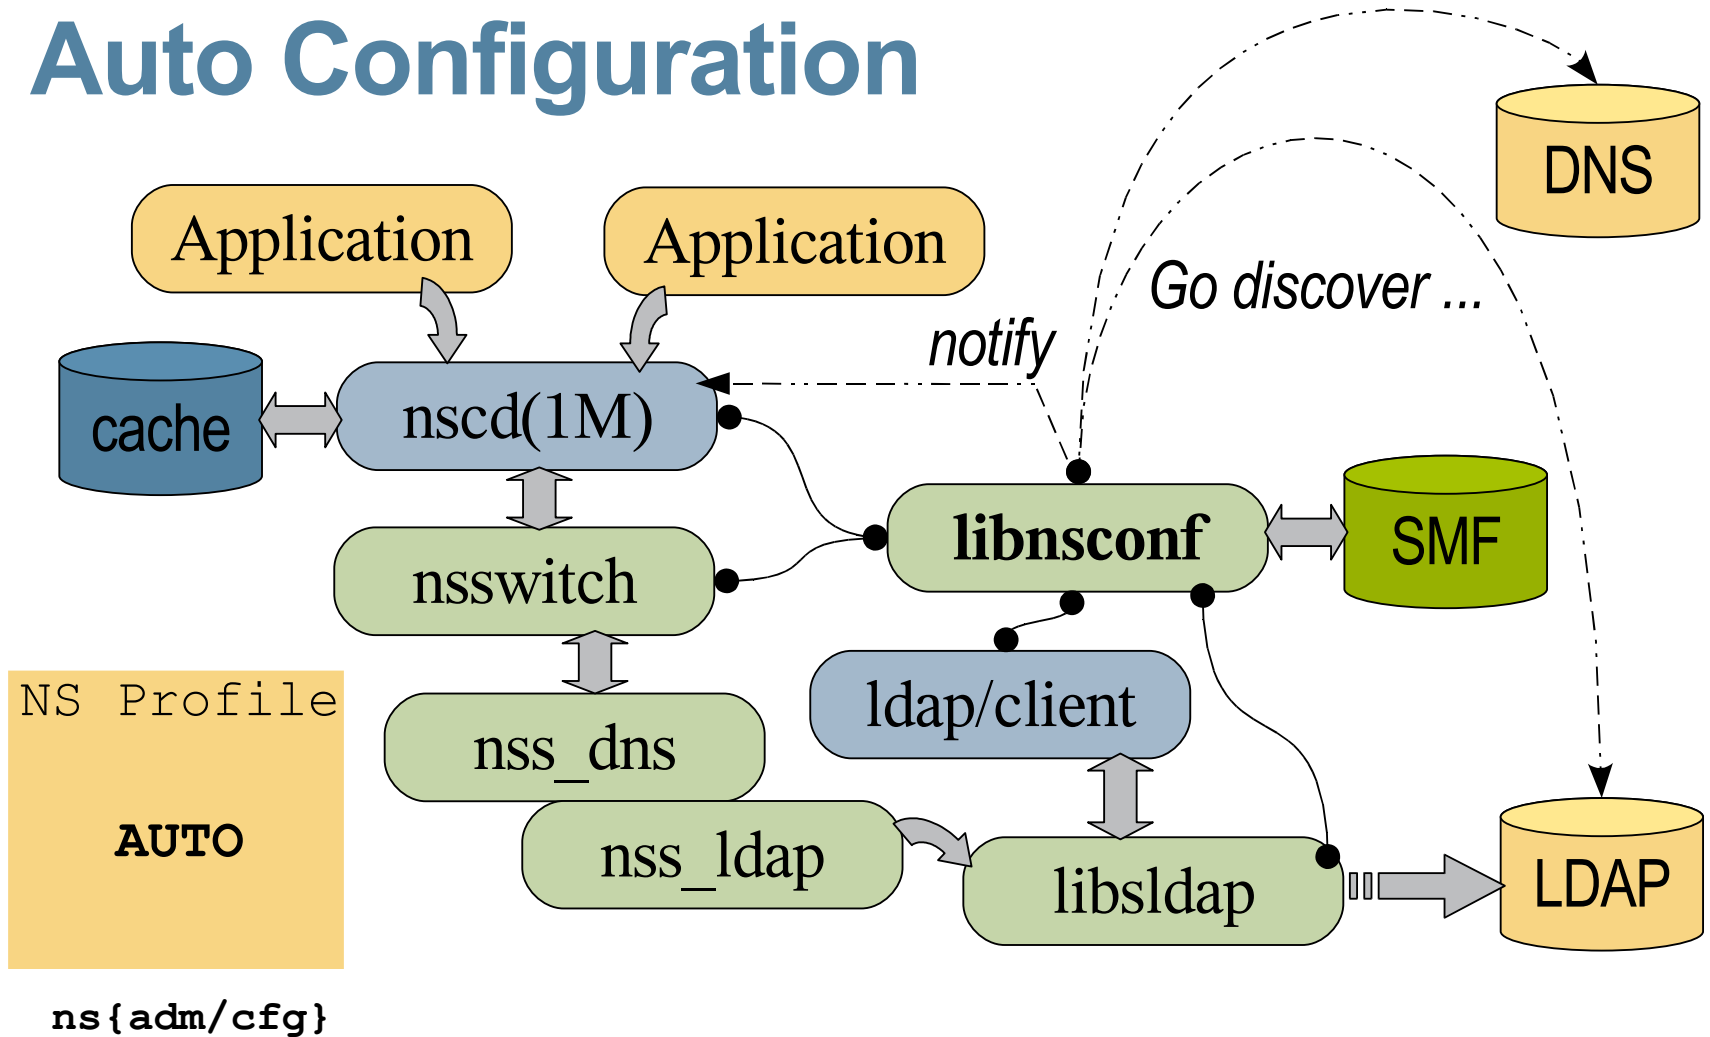 Auto Configuration
DNS
Application
Application
Go discover ...
notify
cache
nscd(1M)
libnsconf
SMF
nsswitch
NS Profile
ldap/client
nss_dns
AUTO
nss_ldap
libsldap
LDAP
ns{adm/cfg}